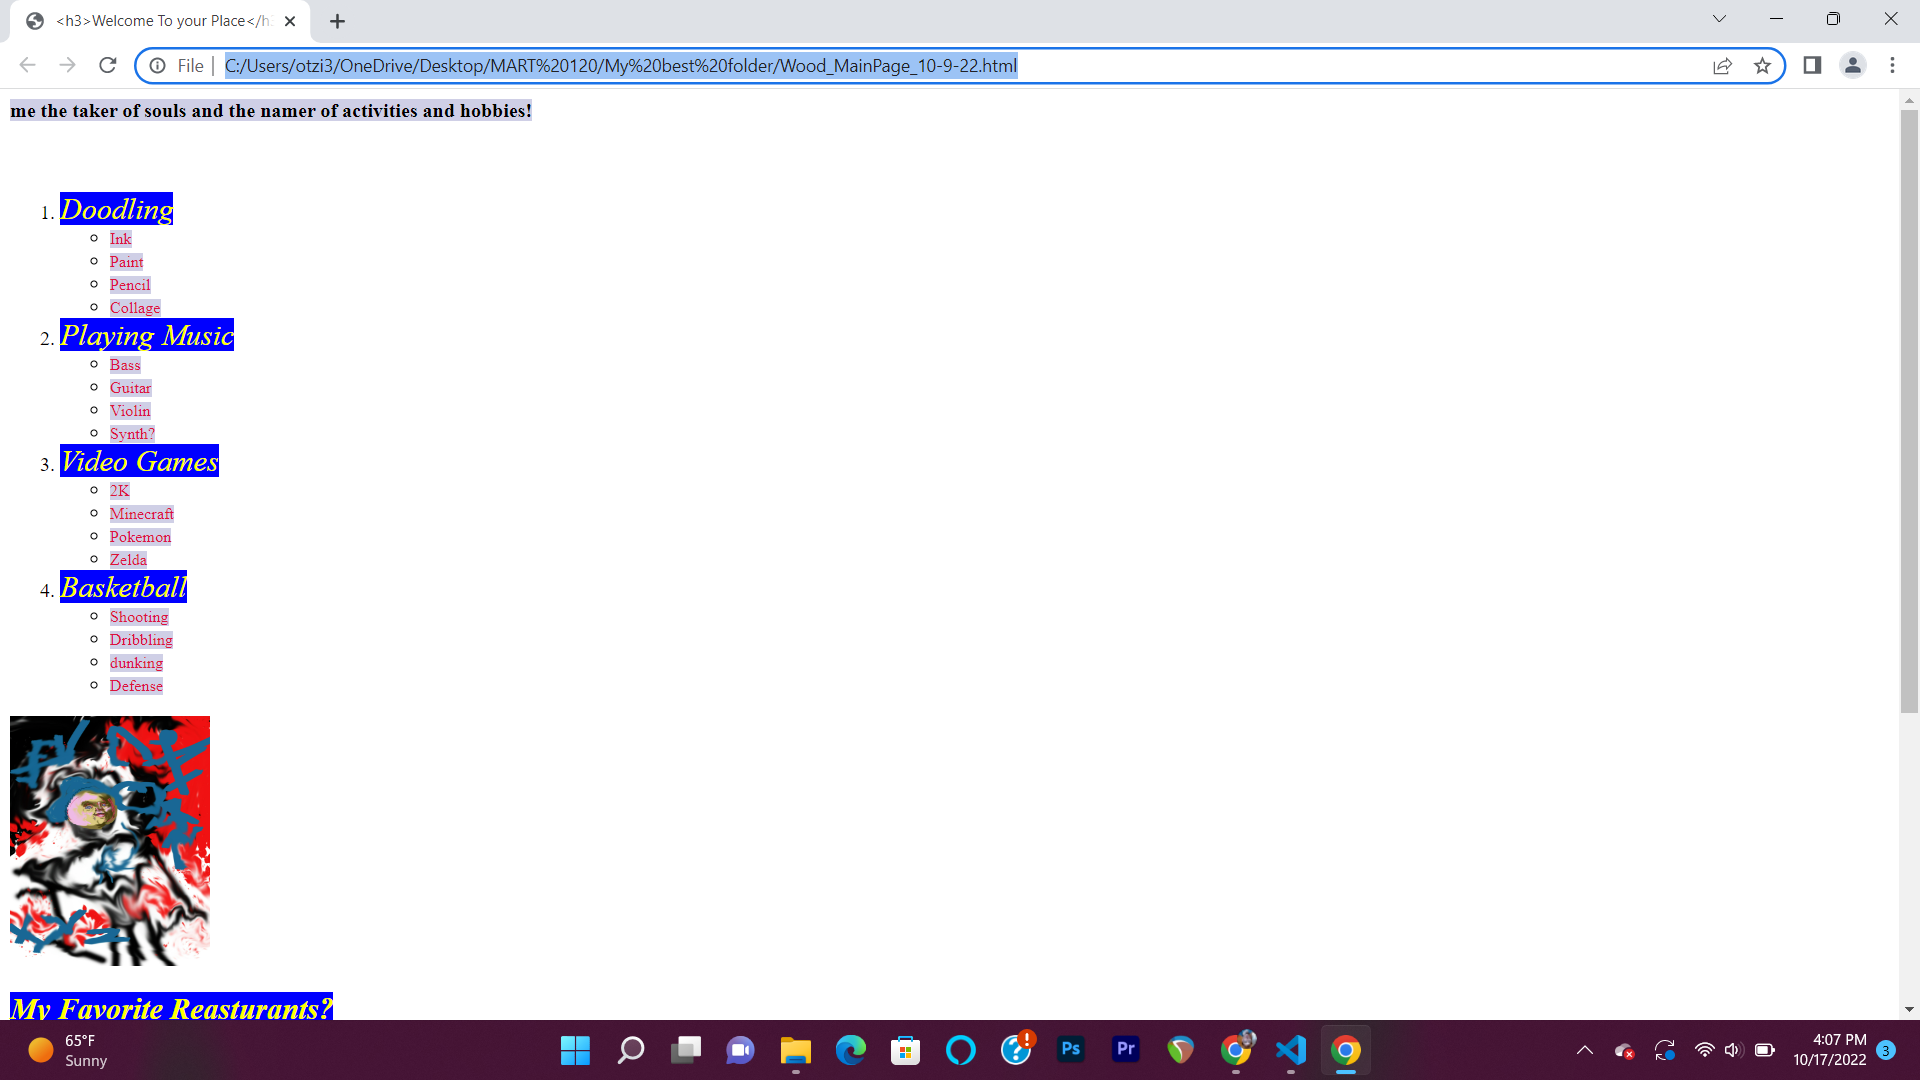 <h3>Welcome To your Place</h3
File
C:/Users/otzi3/OneDrive/Desktop/MART%20120/My%20best%20folder/Wood_MainPage_10-9-22.html
me the taker of souls and the namer of activities and hobbies!
1. Doodling
Ink
Paint
Pencil
Collage
2. Playing Music
Bass
Guitar
Violin
Synth?
3. Video Games
2K
Minecraft
Pokemon
Zelda
4. Basketball
Shooting
Dribbling
dunking
Defense
My Favorite Reasturants?
65°F
Sunny
Ps
Pr
4:07 PM
10/17/2022
3